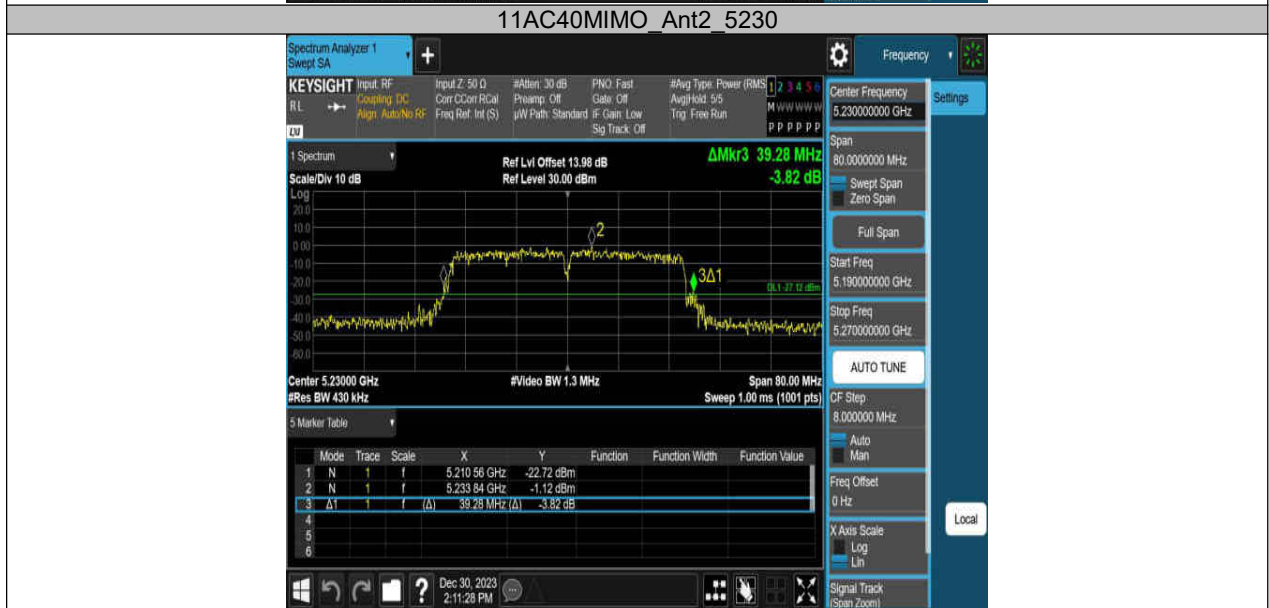 11AC40MIMO_Ant2_5230
Spectrum Analyzer 1
Swept SA
+
Frequency
KEYSIGHT
RL
LXI
Input: RF
Coupling: DC
Align: Auto/No RF
Input Z: 50 Ω
Corr CCorr RCal
Freq Ref: Int (S)
#Atten: 30 dB
Preamp: Off
µW Path: Standard
PNO: Fast
Gate: Off
IF Gain: Low
Sig Track: Off
#Avg Type: Power (RMS
Avg|Hold: 5/5
Trig: Free Run
1 2 3 4 5 6
M W W W W W
P P P P P P
Center Frequency
5.230000000 GHz
Settings
Span
80.0000000 MHz
Swept Span
Zero Span
Full Span
Start Freq
5.190000000 GHz
Stop Freq
5.270000000 GHz
AUTO TUNE
CF Step
8.000000 MHz
Auto
Man
Freq Offset
0 Hz
X Axis Scale
Log
Lin
Signal Track
(Span Zoom)
Local
1 Spectrum
Scale/Div 10 dB
Ref Lvl Offset 13.98 dB
Ref Level 30.00 dBm
ΔMkr3 39.28 MHz
-3.82 dB
Log
20.0
10.0
0.00
-10.0
-20.0
-30.0
-40.0
-50.0
-60.0
2
3Δ1
DL1 -27.12 dBm
Center 5.23000 GHz
#Video BW 1.3 MHz
Span 80.00 MHz
#Res BW 430 kHz
Sweep 1.00 ms (1001 pts)
5 Marker Table
Mode Trace Scale X Y Function Function Width Function Value
1 N 1 f 5.210 56 GHz -22.72 dBm
2 N 1 f 5.233 84 GHz -1.12 dBm
3 Δ1 1 f (Δ) 39.28 MHz (Δ) -3.82 dB
4
5
6
?
Dec 30, 2023
2:11:28 PM